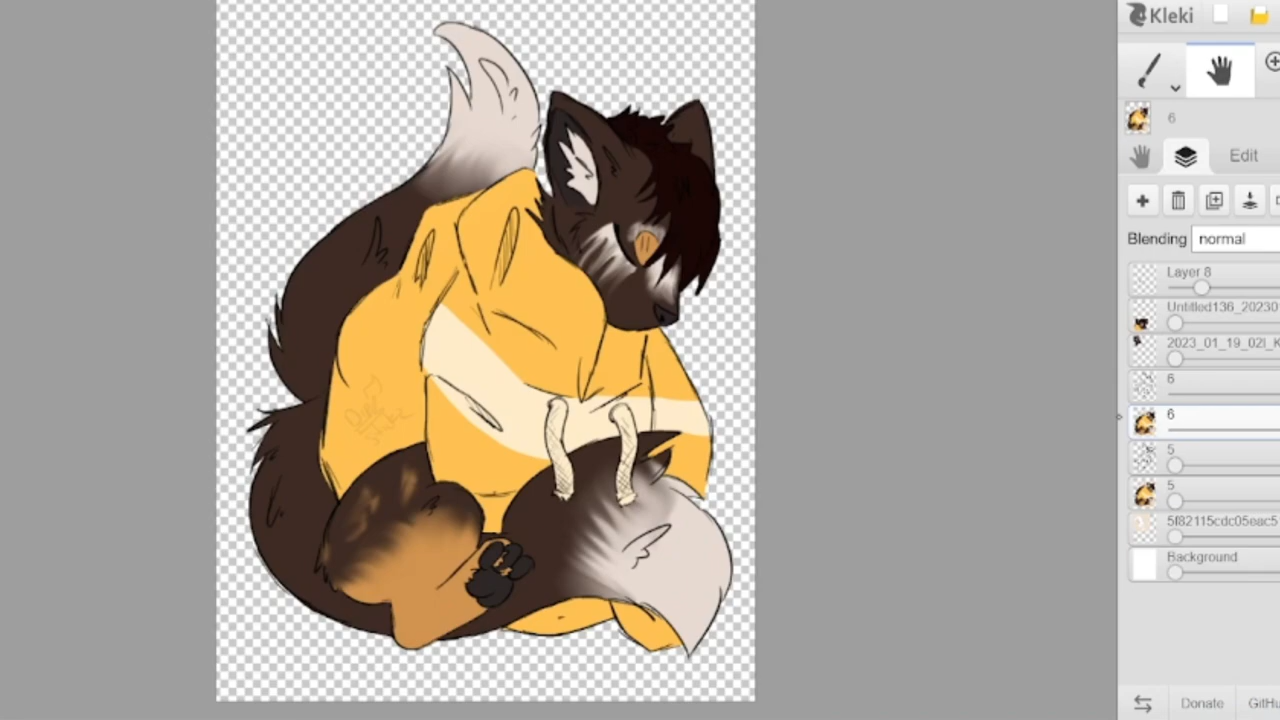 Kleki
6
Edit
Blending normal
Layer 8
Untitled136_20230
2023_01_19_02l_K
6
6
5
5
5f82115cdc05eac5
Background
Donate
GitHu